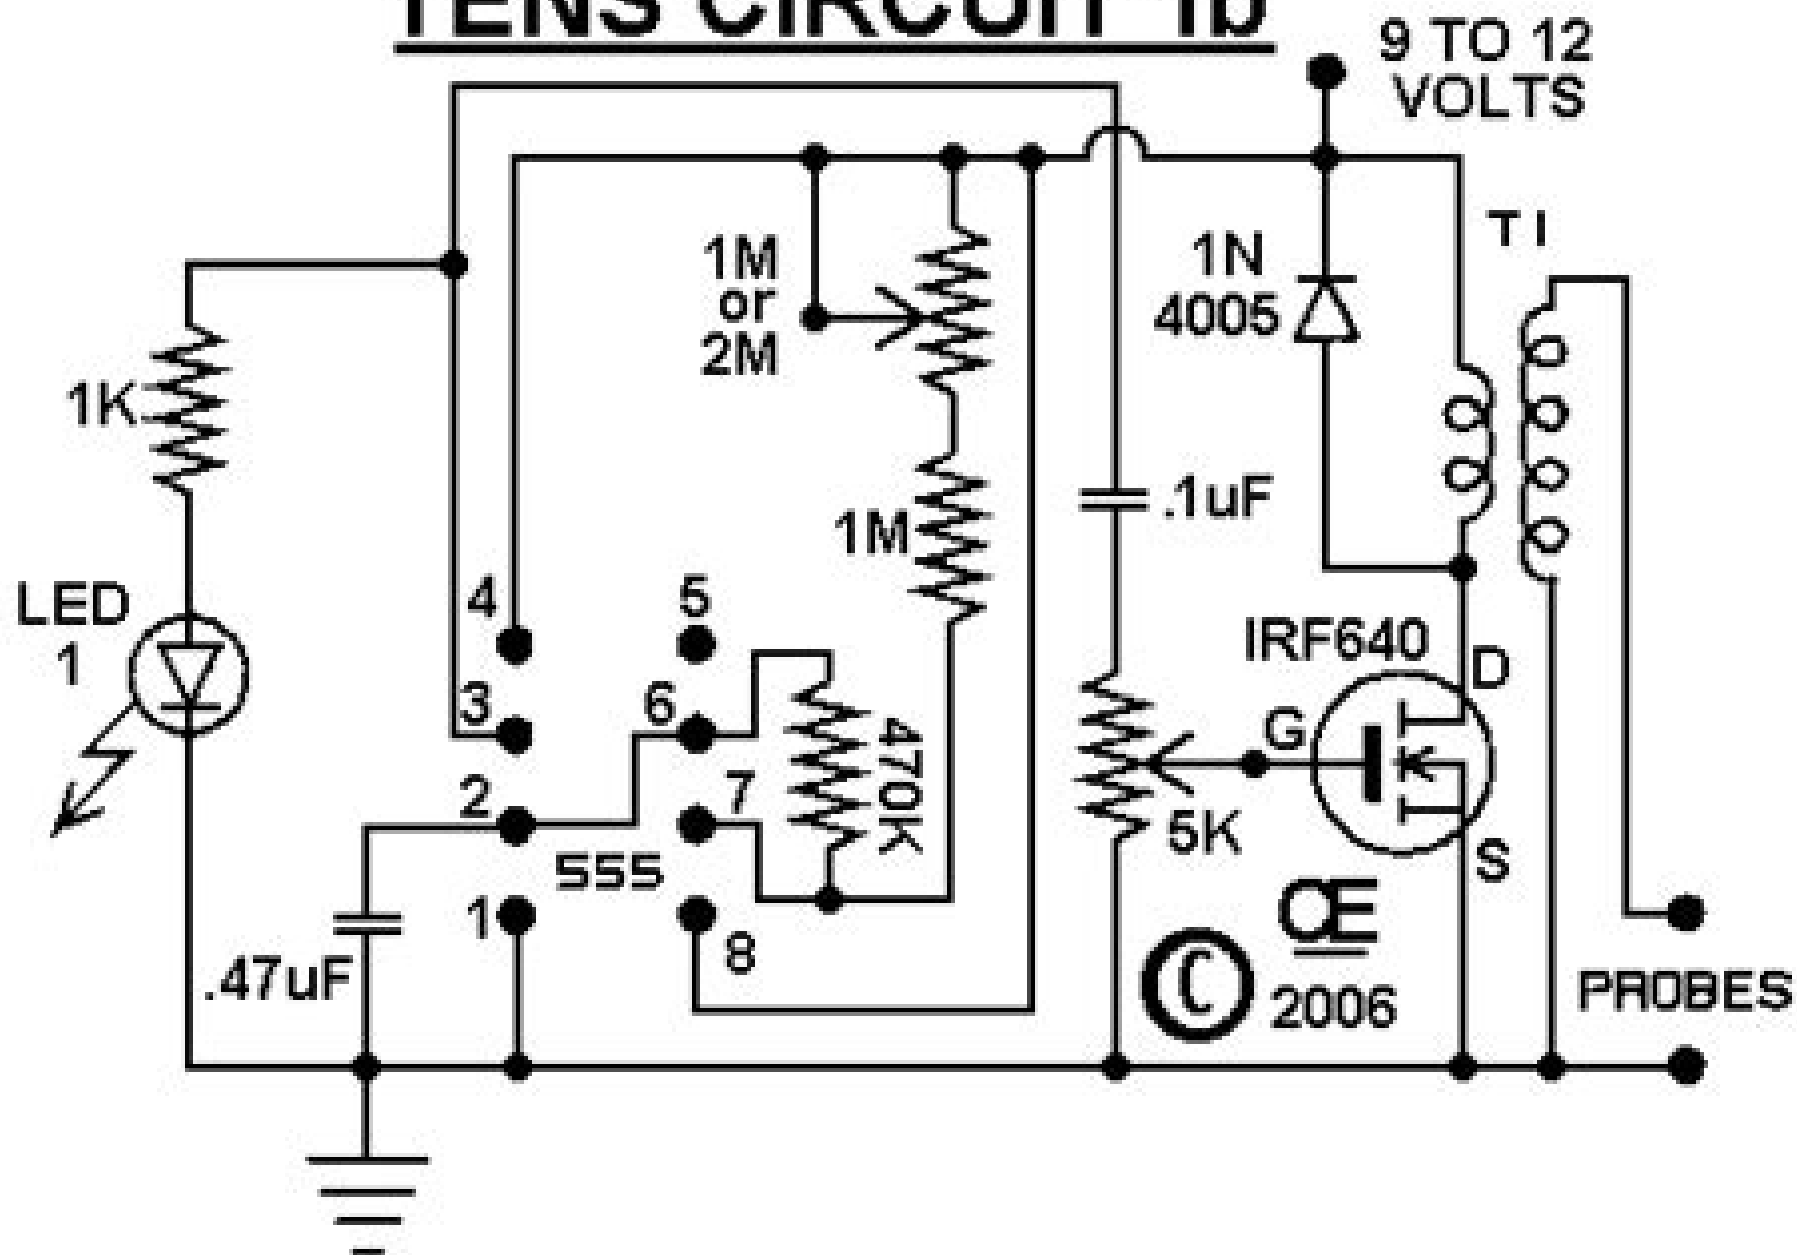 TENS CIRCUIT 1b
9 TO 12
VOLTS
T1
1M
or
2M
1N
4005
1K
1M
.1uF
LED
1
4
5
IRF640
D
3
6
470K
G
2
7
5K
555
S
1
8
.47uF
Œ
© 2006
PROBES